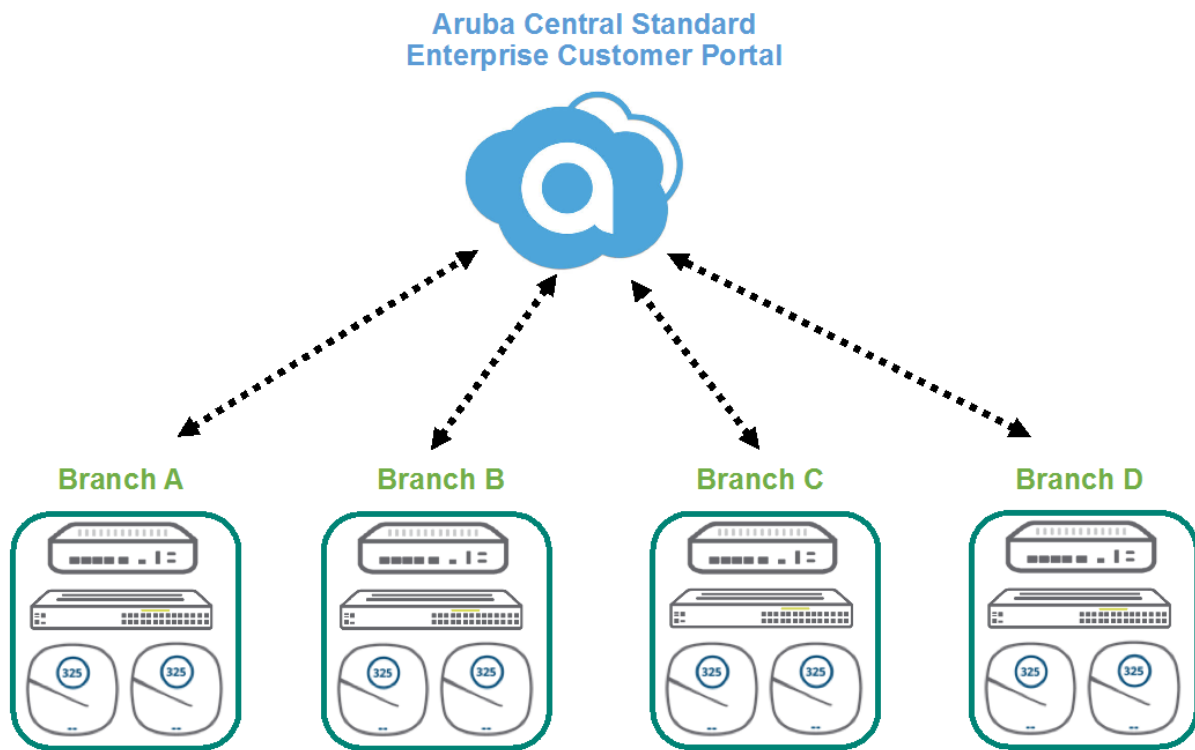 Aruba Central Standard
Enterprise Customer Portal
Branch A
Branch B
Branch C
Branch D
325
325
325
325
325
325
325
325